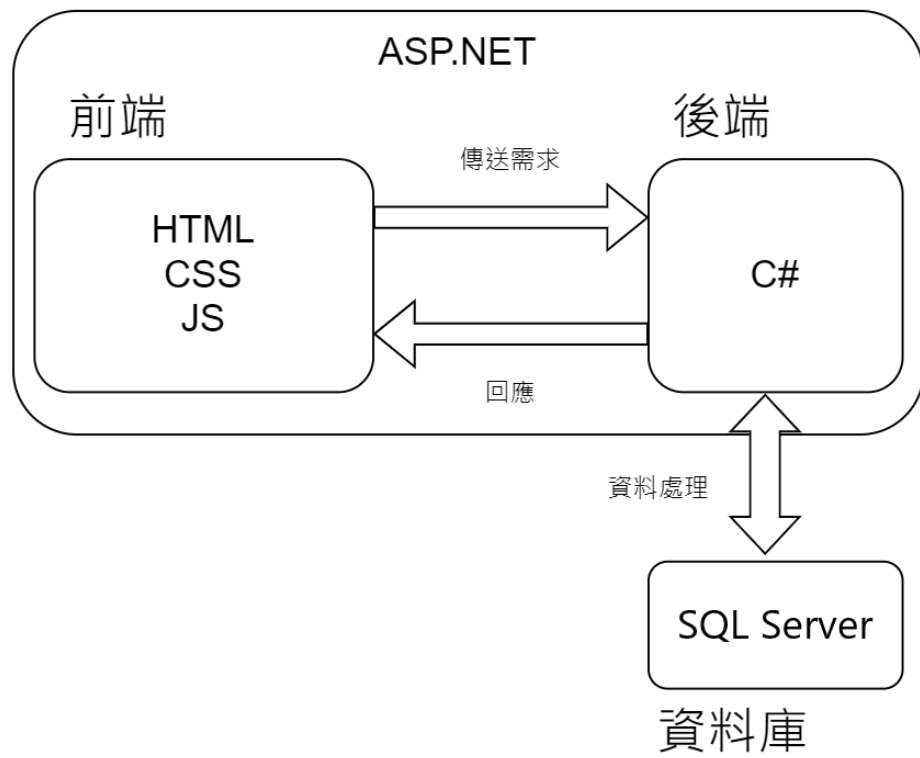 ASP.NET
前端
後端
傳送需求
HTML
CSS
JS
C#
回應
資料處理
SQL Server
資料庫